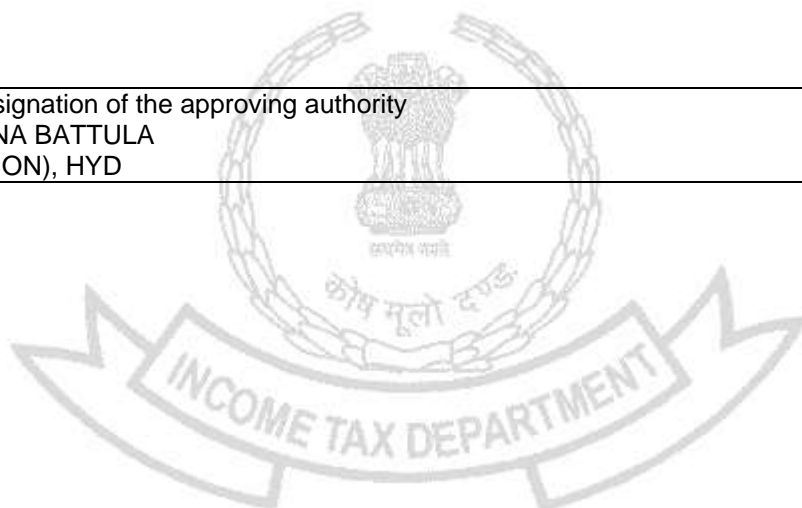 signation of the approving authority
NA BATTULA
ON), HYD
सत्यमेव जयते
कोष मूलो दण्डः
INCOME TAX DEPARTMENT